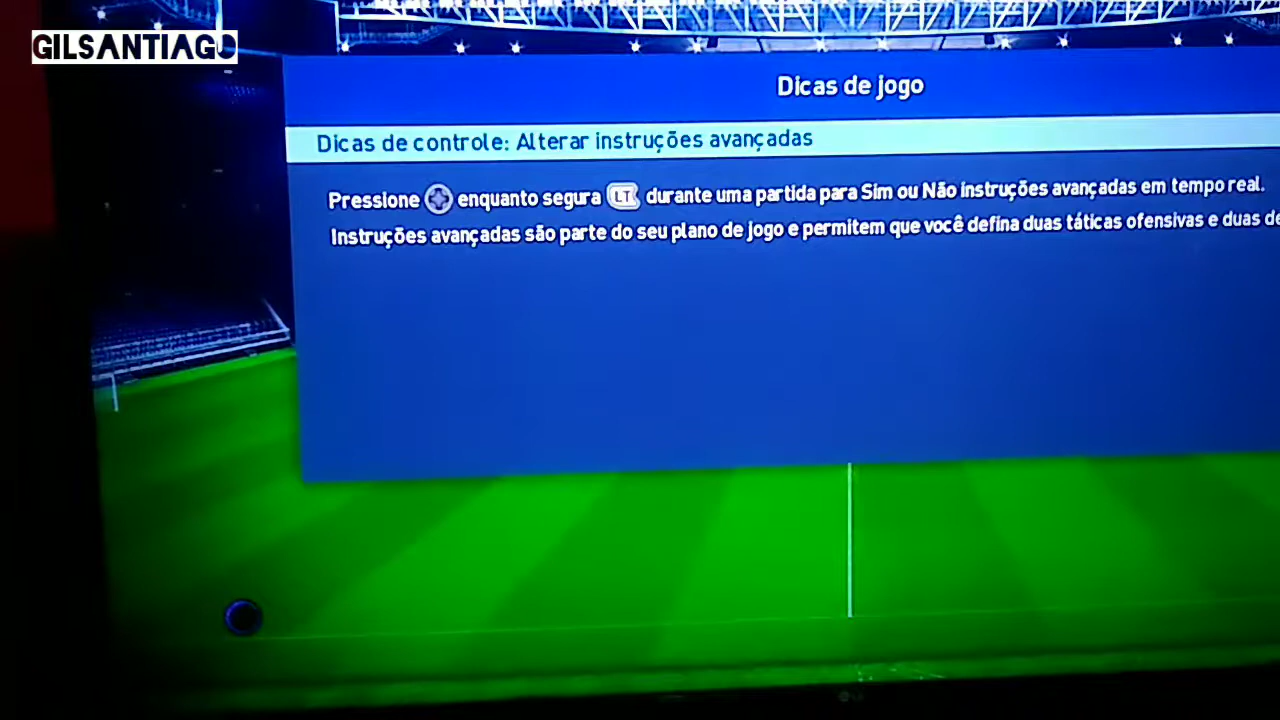 GILSANTIAGO
Dicas de jogo
Dicas de controle: Alterar instruções avançadas
Pressione enquanto segura LT durante uma partida para Sim ou Não instruções avançadas em tempo real.
Instruções avançadas são parte do seu plano de jogo e permitem que você defina duas táticas ofensivas e duas de